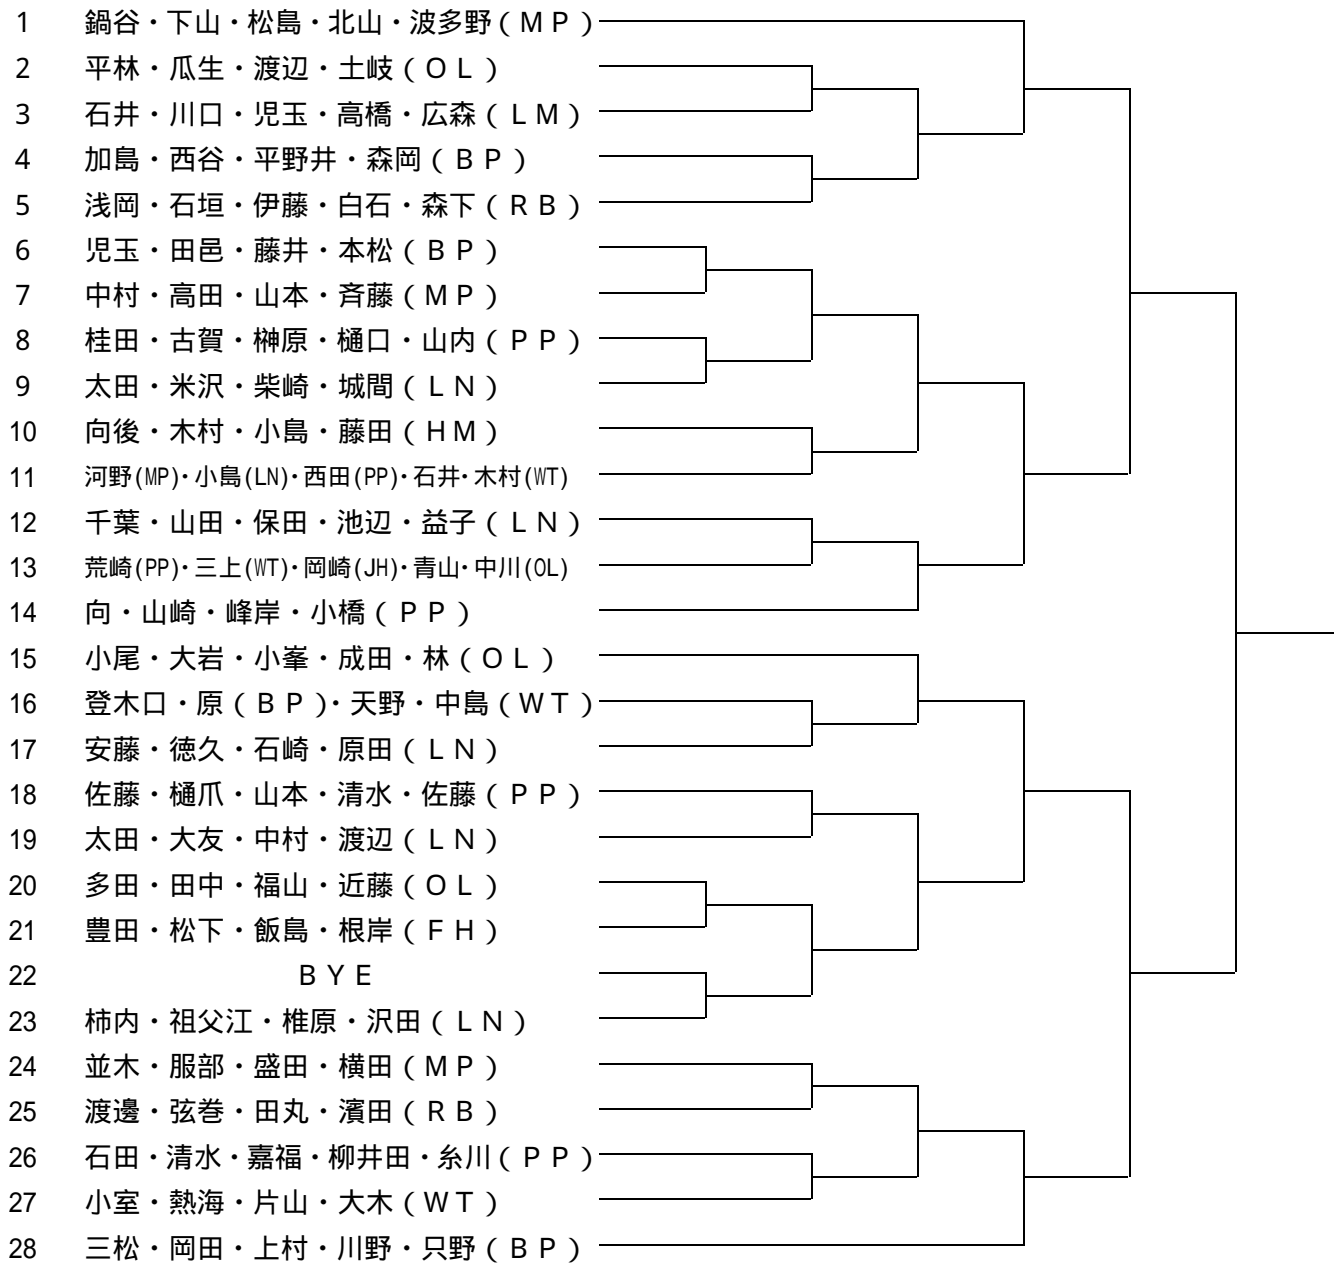 1 鍋谷・下山・松島・北山・波多野(ＭＰ)
2 平林・瓜生・渡辺・土岐(ＯＬ)
3 石井・川口・児玉・高橋・広森(ＬＭ)
4 加島・西谷・平野井・森岡(ＢＰ)
5 浅岡・石垣・伊藤・白石・森下(ＲＢ)
6 児玉・田邑・藤井・本松(ＢＰ)
7 中村・高田・山本・斉藤(ＭＰ)
8 桂田・古賀・榊原・樋口・山内(ＰＰ)
9 太田・米沢・柴崎・城間(ＬＮ)
10 向後・木村・小島・藤田(ＨＭ)
11 河野(MP)・小島(LN)・西田(PP)・石井・木村(WT)
12 千葉・山田・保田・池辺・益子(ＬＮ)
13 荒崎(PP)・三上(WT)・岡崎(JH)・青山・中川(OL)
14 向・山崎・峰岸・小橋(ＰＰ)
15 小尾・大岩・小峯・成田・林(ＯＬ)
16 登木口・原(ＢＰ)・天野・中島(ＷＴ)
17 安藤・徳久・石崎・原田(ＬＮ)
18 佐藤・樋爪・山本・清水・佐藤(ＰＰ)
19 太田・大友・中村・渡辺(ＬＮ)
20 多田・田中・福山・近藤(ＯＬ)
21 豊田・松下・飯島・根岸(ＦＨ)
22 ＢＹＥ
23 柿内・祖父江・椎原・沢田(ＬＮ)
24 並木・服部・盛田・横田(ＭＰ)
25 渡邊・弦巻・田丸・濱田(ＲＢ)
26 石田・清水・嘉福・柳井田・糸川(ＰＰ)
27 小室・熱海・片山・大木(ＷＴ)
28 三松・岡田・上村・川野・只野(ＢＰ)